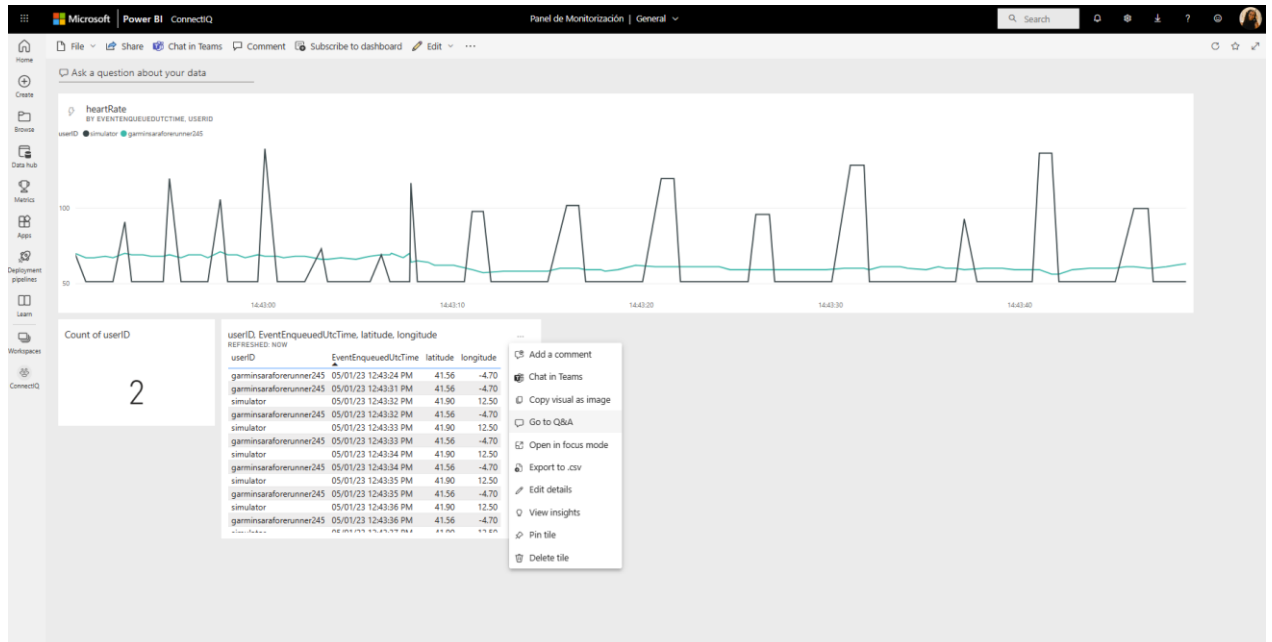 Microsoft Power BI ConnectIQ Panel de Monitorización | General Search ?
File Share Chat in Teams Comment Subscribe to dashboard Edit ...
Home
Create
Browse
Data hub
Metrics
Apps
Deployment
pipelines
Learn
Workspaces
ConnectIQ
Ask a question about your data
heartRate
BY EVENTENQUEUEDUTCTIME, USERID
userID simulator garminsaraforerunner245
100
50
14:43:00 14:43:10 14:43:20 14:43:30 14:43:40
Count of userID
2
userID, EventEnqueuedUtcTime, latitude, longitude ...
REFRESHED: NOW
userID EventEnqueuedUtcTime latitude longitude
garminsaraforerunner245 05/01/23 12:43:24 PM 41.56 -4.70
garminsaraforerunner245 05/01/23 12:43:31 PM 41.56 -4.70
simulator 05/01/23 12:43:32 PM 41.90 12.50
garminsaraforerunner245 05/01/23 12:43:32 PM 41.56 -4.70
simulator 05/01/23 12:43:33 PM 41.90 12.50
garminsaraforerunner245 05/01/23 12:43:33 PM 41.56 -4.70
simulator 05/01/23 12:43:34 PM 41.90 12.50
garminsaraforerunner245 05/01/23 12:43:34 PM 41.56 -4.70
simulator 05/01/23 12:43:35 PM 41.90 12.50
garminsaraforerunner245 05/01/23 12:43:35 PM 41.56 -4.70
simulator 05/01/23 12:43:36 PM 41.90 12.50
garminsaraforerunner245 05/01/23 12:43:36 PM 41.56 -4.70
simulator 05/01/23 12:43:37 PM 41.90 12.50
Add a comment
Chat in Teams
Copy visual as image
Go to Q&A
Open in focus mode
Export to .csv
Edit details
View insights
Pin tile
Delete tile